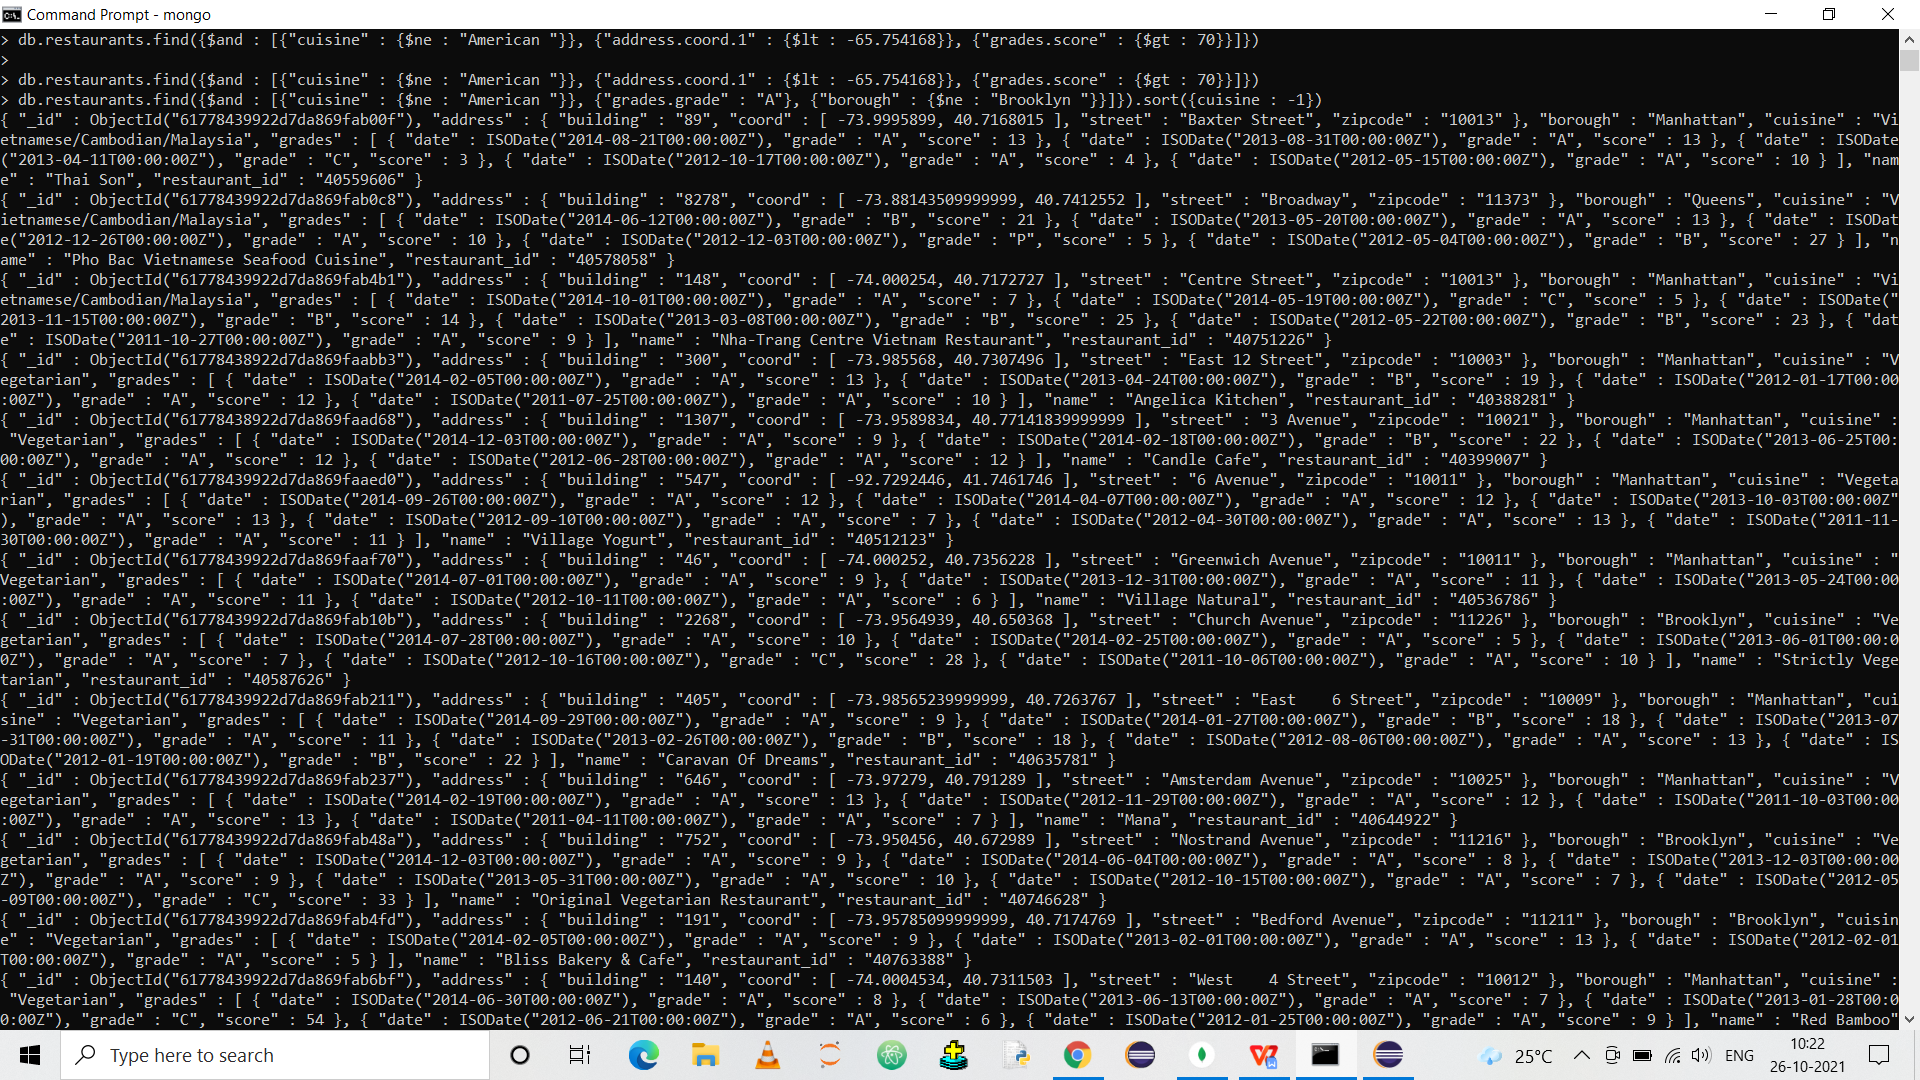 Command Prompt - mongo
> db.restaurants.find({$and : [{"cuisine" : {$ne : "American "}}, {"address.coord.1" : {$lt : -65.754168}}, {"grades.score" : {$gt : 70}}]})
>
> db.restaurants.find({$and : [{"cuisine" : {$ne : "American "}}, {"address.coord.1" : {$lt : -65.754168}}, {"grades.score" : {$gt : 70}}]})
> db.restaurants.find({$and : [{"cuisine" : {$ne : "American "}}, {"grades.grade" : "A"}, {"borough" : {$ne : "Brooklyn "}}]}).sort({cuisine : -1})
{ "_id" : ObjectId("61778439922d7da869fab00f"), "address" : { "building" : "89", "coord" : [ -73.9995899, 40.7168015 ], "street" : "Baxter Street", "zipcode" : "10013" }, "borough" : "Manhattan", "cuisine" : "Vi
etnamese/Cambodian/Malaysia", "grades" : [ { "date" : ISODate("2014-08-21T00:00:00Z"), "grade" : "A", "score" : 13 }, { "date" : ISODate("2013-08-31T00:00:00Z"), "grade" : "A", "score" : 13 }, { "date" : ISODate
("2013-04-11T00:00:00Z"), "grade" : "C", "score" : 3 }, { "date" : ISODate("2012-10-17T00:00:00Z"), "grade" : "A", "score" : 4 }, { "date" : ISODate("2012-05-15T00:00:00Z"), "grade" : "A", "score" : 10 } ], "nam
e" : "Thai Son", "restaurant_id" : "40559606" }
{ "_id" : ObjectId("61778439922d7da869fab0c8"), "address" : { "building" : "8278", "coord" : [ -73.88143509999999, 40.7412552 ], "street" : "Broadway", "zipcode" : "11373" }, "borough" : "Queens", "cuisine" : "V
ietnamese/Cambodian/Malaysia", "grades" : [ { "date" : ISODate("2014-06-12T00:00:00Z"), "grade" : "B", "score" : 21 }, { "date" : ISODate("2013-05-20T00:00:00Z"), "grade" : "A", "score" : 13 }, { "date" : ISODat
e("2012-12-26T00:00:00Z"), "grade" : "A", "score" : 10 }, { "date" : ISODate("2012-12-03T00:00:00Z"), "grade" : "P", "score" : 5 }, { "date" : ISODate("2012-05-04T00:00:00Z"), "grade" : "B", "score" : 27 } ], "n
ame" : "Pho Bac Vietnamese Seafood Cuisine", "restaurant_id" : "40578058" }
{ "_id" : ObjectId("61778439922d7da869fab4b1"), "address" : { "building" : "148", "coord" : [ -74.000254, 40.7172727 ], "street" : "Centre Street", "zipcode" : "10013" }, "borough" : "Manhattan", "cuisine" : "Vi
etnamese/Cambodian/Malaysia", "grades" : [ { "date" : ISODate("2014-10-01T00:00:00Z"), "grade" : "A", "score" : 7 }, { "date" : ISODate("2014-05-19T00:00:00Z"), "grade" : "C", "score" : 5 }, { "date" : ISODate("
2013-11-15T00:00:00Z"), "grade" : "B", "score" : 14 }, { "date" : ISODate("2013-03-08T00:00:00Z"), "grade" : "B", "score" : 25 }, { "date" : ISODate("2012-05-22T00:00:00Z"), "grade" : "B", "score" : 23 }, { "dat
e" : ISODate("2011-10-27T00:00:00Z"), "grade" : "A", "score" : 9 } ], "name" : "Nha-Trang Centre Vietnam Restaurant", "restaurant_id" : "40751226" }
{ "_id" : ObjectId("61778438922d7da869faabb3"), "address" : { "building" : "300", "coord" : [ -73.985568, 40.7307496 ], "street" : "East 12 Street", "zipcode" : "10003" }, "borough" : "Manhattan", "cuisine" : "V
egetarian", "grades" : [ { "date" : ISODate("2014-02-05T00:00:00Z"), "grade" : "A", "score" : 13 }, { "date" : ISODate("2013-04-24T00:00:00Z"), "grade" : "B", "score" : 19 }, { "date" : ISODate("2012-01-17T00:00
:00Z"), "grade" : "A", "score" : 12 }, { "date" : ISODate("2011-07-25T00:00:00Z"), "grade" : "A", "score" : 10 } ], "name" : "Angelica Kitchen", "restaurant_id" : "40388281" }
{ "_id" : ObjectId("61778438922d7da869faad68"), "address" : { "building" : "1307", "coord" : [ -73.9589834, 40.77141839999999 ], "street" : "3 Avenue", "zipcode" : "10021" }, "borough" : "Manhattan", "cuisine" :
 "Vegetarian", "grades" : [ { "date" : ISODate("2014-12-03T00:00:00Z"), "grade" : "A", "score" : 9 }, { "date" : ISODate("2014-02-18T00:00:00Z"), "grade" : "B", "score" : 22 }, { "date" : ISODate("2013-06-25T00:
00:00Z"), "grade" : "A", "score" : 12 }, { "date" : ISODate("2012-06-28T00:00:00Z"), "grade" : "A", "score" : 12 } ], "name" : "Candle Cafe", "restaurant_id" : "40399007" }
{ "_id" : ObjectId("61778439922d7da869faaed0"), "address" : { "building" : "547", "coord" : [ -92.7292446, 41.7461746 ], "street" : "6 Avenue", "zipcode" : "10011" }, "borough" : "Manhattan", "cuisine" : "Vegeta
rian", "grades" : [ { "date" : ISODate("2014-09-26T00:00:00Z"), "grade" : "A", "score" : 12 }, { "date" : ISODate("2014-04-07T00:00:00Z"), "grade" : "A", "score" : 12 }, { "date" : ISODate("2013-10-03T00:00:00Z"
), "grade" : "A", "score" : 13 }, { "date" : ISODate("2012-09-10T00:00:00Z"), "grade" : "A", "score" : 7 }, { "date" : ISODate("2012-04-30T00:00:00Z"), "grade" : "A", "score" : 13 }, { "date" : ISODate("2011-11-
30T00:00:00Z"), "grade" : "A", "score" : 11 } ], "name" : "Village Yogurt", "restaurant_id" : "40512123" }
{ "_id" : ObjectId("61778439922d7da869faaf70"), "address" : { "building" : "46", "coord" : [ -74.000252, 40.7356228 ], "street" : "Greenwich Avenue", "zipcode" : "10011" }, "borough" : "Manhattan", "cuisine" : "
Vegetarian", "grades" : [ { "date" : ISODate("2014-07-01T00:00:00Z"), "grade" : "A", "score" : 9 }, { "date" : ISODate("2013-12-31T00:00:00Z"), "grade" : "A", "score" : 11 }, { "date" : ISODate("2013-05-24T00:00
:00Z"), "grade" : "A", "score" : 11 }, { "date" : ISODate("2012-10-11T00:00:00Z"), "grade" : "A", "score" : 6 } ], "name" : "Village Natural", "restaurant_id" : "40536786" }
{ "_id" : ObjectId("61778439922d7da869fab10b"), "address" : { "building" : "2268", "coord" : [ -73.9564939, 40.650368 ], "street" : "Church Avenue", "zipcode" : "11226" }, "borough" : "Brooklyn", "cuisine" : "Ve
getarian", "grades" : [ { "date" : ISODate("2014-07-28T00:00:00Z"), "grade" : "A", "score" : 10 }, { "date" : ISODate("2014-02-25T00:00:00Z"), "grade" : "A", "score" : 5 }, { "date" : ISODate("2013-06-01T00:00:0
0Z"), "grade" : "A", "score" : 7 }, { "date" : ISODate("2012-10-16T00:00:00Z"), "grade" : "C", "score" : 28 }, { "date" : ISODate("2011-10-06T00:00:00Z"), "grade" : "A", "score" : 10 } ], "name" : "Strictly Vege
tarian", "restaurant_id" : "40587626" }
{ "_id" : ObjectId("61778439922d7da869fab211"), "address" : { "building" : "405", "coord" : [ -73.98565239999999, 40.7263767 ], "street" : "East    6 Street", "zipcode" : "10009" }, "borough" : "Manhattan", "cui
sine" : "Vegetarian", "grades" : [ { "date" : ISODate("2014-09-29T00:00:00Z"), "grade" : "A", "score" : 9 }, { "date" : ISODate("2014-01-27T00:00:00Z"), "grade" : "B", "score" : 18 }, { "date" : ISODate("2013-07
-31T00:00:00Z"), "grade" : "A", "score" : 11 }, { "date" : ISODate("2013-02-26T00:00:00Z"), "grade" : "B", "score" : 18 }, { "date" : ISODate("2012-08-06T00:00:00Z"), "grade" : "A", "score" : 13 }, { "date" : IS
ODate("2012-01-19T00:00:00Z"), "grade" : "B", "score" : 22 } ], "name" : "Caravan Of Dreams", "restaurant_id" : "40635781" }
{ "_id" : ObjectId("61778439922d7da869fab237"), "address" : { "building" : "646", "coord" : [ -73.97279, 40.791289 ], "street" : "Amsterdam Avenue", "zipcode" : "10025" }, "borough" : "Manhattan", "cuisine" : "V
egetarian", "grades" : [ { "date" : ISODate("2014-02-19T00:00:00Z"), "grade" : "A", "score" : 13 }, { "date" : ISODate("2012-11-29T00:00:00Z"), "grade" : "A", "score" : 12 }, { "date" : ISODate("2011-10-03T00:00
:00Z"), "grade" : "A", "score" : 13 }, { "date" : ISODate("2011-04-11T00:00:00Z"), "grade" : "A", "score" : 7 } ], "name" : "Mana", "restaurant_id" : "40644922" }
{ "_id" : ObjectId("61778439922d7da869fab48a"), "address" : { "building" : "752", "coord" : [ -73.950456, 40.672989 ], "street" : "Nostrand Avenue", "zipcode" : "11216" }, "borough" : "Brooklyn", "cuisine" : "Ve
getarian", "grades" : [ { "date" : ISODate("2014-12-03T00:00:00Z"), "grade" : "A", "score" : 9 }, { "date" : ISODate("2014-06-04T00:00:00Z"), "grade" : "A", "score" : 8 }, { "date" : ISODate("2013-12-03T00:00:00
Z"), "grade" : "A", "score" : 9 }, { "date" : ISODate("2013-05-31T00:00:00Z"), "grade" : "A", "score" : 10 }, { "date" : ISODate("2012-10-15T00:00:00Z"), "grade" : "A", "score" : 7 }, { "date" : ISODate("2012-05
-09T00:00:00Z"), "grade" : "C", "score" : 33 } ], "name" : "Original Vegetarian Restaurant", "restaurant_id" : "40746628" }
{ "_id" : ObjectId("61778439922d7da869fab4fd"), "address" : { "building" : "191", "coord" : [ -73.95785099999999, 40.7174769 ], "street" : "Bedford Avenue", "zipcode" : "11211" }, "borough" : "Brooklyn", "cuisin
e" : "Vegetarian", "grades" : [ { "date" : ISODate("2014-02-05T00:00:00Z"), "grade" : "A", "score" : 9 }, { "date" : ISODate("2013-02-01T00:00:00Z"), "grade" : "A", "score" : 13 }, { "date" : ISODate("2012-02-01
T00:00:00Z"), "grade" : "A", "score" : 5 } ], "name" : "Bliss Bakery & Cafe", "restaurant_id" : "40763388" }
{ "_id" : ObjectId("61778439922d7da869fab6bf"), "address" : { "building" : "140", "coord" : [ -74.0004534, 40.7311503 ], "street" : "West   4 Street", "zipcode" : "10012" }, "borough" : "Manhattan", "cuisine" :
 "Vegetarian", "grades" : [ { "date" : ISODate("2014-06-30T00:00:00Z"), "grade" : "A", "score" : 8 }, { "date" : ISODate("2013-06-13T00:00:00Z"), "grade" : "A", "score" : 7 }, { "date" : ISODate("2013-01-28T00:0
0:00Z"), "grade" : "C", "score" : 54 }, { "date" : ISODate("2012-06-21T00:00:00Z"), "grade" : "A", "score" : 6 }, { "date" : ISODate("2012-01-25T00:00:00Z"), "grade" : "A", "score" : 9 } ], "name" : "Red Bamboo"
Type here to search
25°C
ENG
10:22
26-10-2021